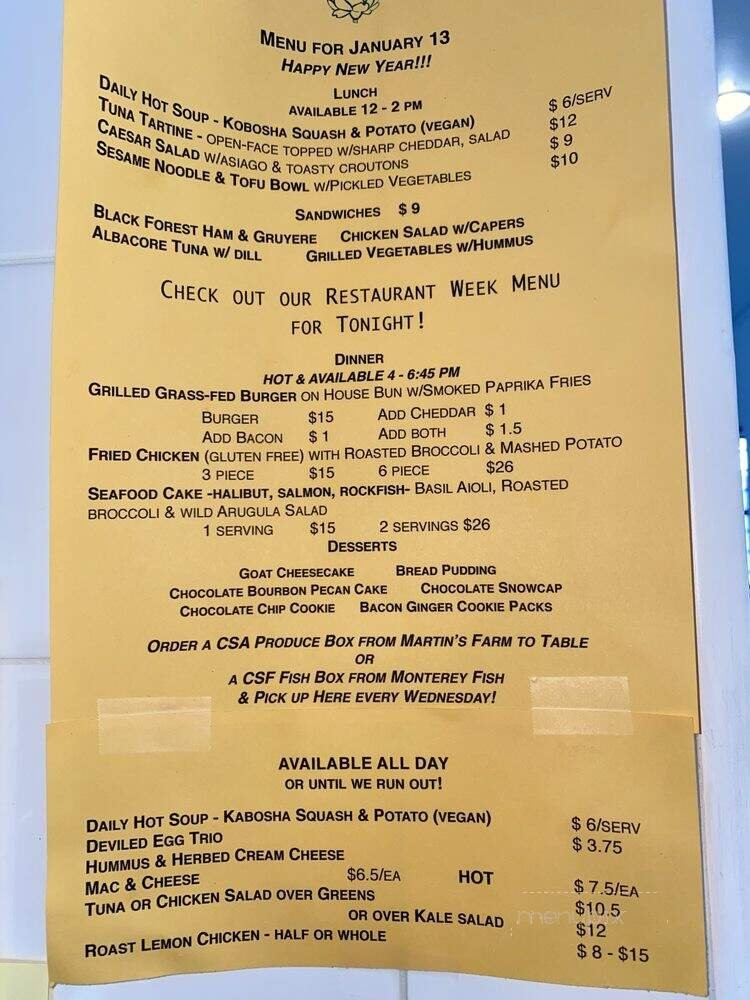 MENU FOR JANUARY 13
HAPPY NEW YEAR!!!
LUNCH
AVAILABLE 12 - 2 PM
DAILY HOT SOUP - KOBOSHA SQUASH & POTATO (VEGAN) $ 6/SERV
TUNA TARTINE - OPEN-FACE TOPPED W/SHARP CHEDDAR, SALAD $12
CAESAR SALAD W/ASIAGO & TOASTY CROUTONS $ 9
SESAME NOODLE & TOFU BOWL W/PICKLED VEGETABLES $10
SANDWICHES $ 9
BLACK FOREST HAM & GRUYERE CHICKEN SALAD W/CAPERS
ALBACORE TUNA W/ DILL GRILLED VEGETABLES W/HUMMUS
CHECK OUT OUR RESTAURANT WEEK MENU
FOR TONIGHT!
DINNER
HOT & AVAILABLE 4 - 6:45 PM
GRILLED GRASS-FED BURGER ON HOUSE BUN W/SMOKED PAPRIKA FRIES
BURGER $15 ADD CHEDDAR $ 1
ADD BACON $ 1 ADD BOTH $ 1.5
FRIED CHICKEN (GLUTEN FREE) WITH ROASTED BROCCOLI & MASHED POTATO
3 PIECE $15 6 PIECE $26
SEAFOOD CAKE -HALIBUT, SALMON, ROCKFISH- BASIL AIOLI, ROASTED
BROCCOLI & WILD ARUGULA SALAD
1 SERVING $15 2 SERVINGS $26
DESSERTS
GOAT CHEESECAKE BREAD PUDDING
CHOCOLATE BOURBON PECAN CAKE CHOCOLATE SNOWCAP
CHOCOLATE CHIP COOKIE BACON GINGER COOKIE PACKS
ORDER A CSA PRODUCE BOX FROM MARTIN'S FARM TO TABLE
OR
A CSF FISH BOX FROM MONTEREY FISH
& PICK UP HERE EVERY WEDNESDAY!
AVAILABLE ALL DAY
OR UNTIL WE RUN OUT!
DAILY HOT SOUP - KABOSHA SQUASH & POTATO (VEGAN) $ 6/SERV
DEVILED EGG TRIO $ 3.75
HUMMUS & HERBED CREAM CHEESE
MAC & CHEESE $6.5/EA HOT $ 7.5/EA
TUNA OR CHICKEN SALAD OVER GREENS $10.5
OR OVER KALE SALAD $12
ROAST LEMON CHICKEN - HALF OR WHOLE $ 8 - $15